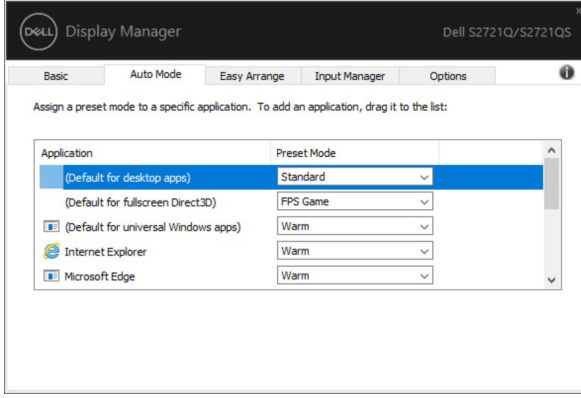 DELL Display Manager Dell S2721Q/S2721QS
Basic Auto Mode Easy Arrange Input Manager Options
Assign a preset mode to a specific application. To add an application, drag it to the list:
Application Preset Mode
(Default for desktop apps) Standard
(Default for fullscreen Direct3D) FPS Game
(Default for universal Windows apps) Warm
Internet Explorer Warm
Microsoft Edge Warm